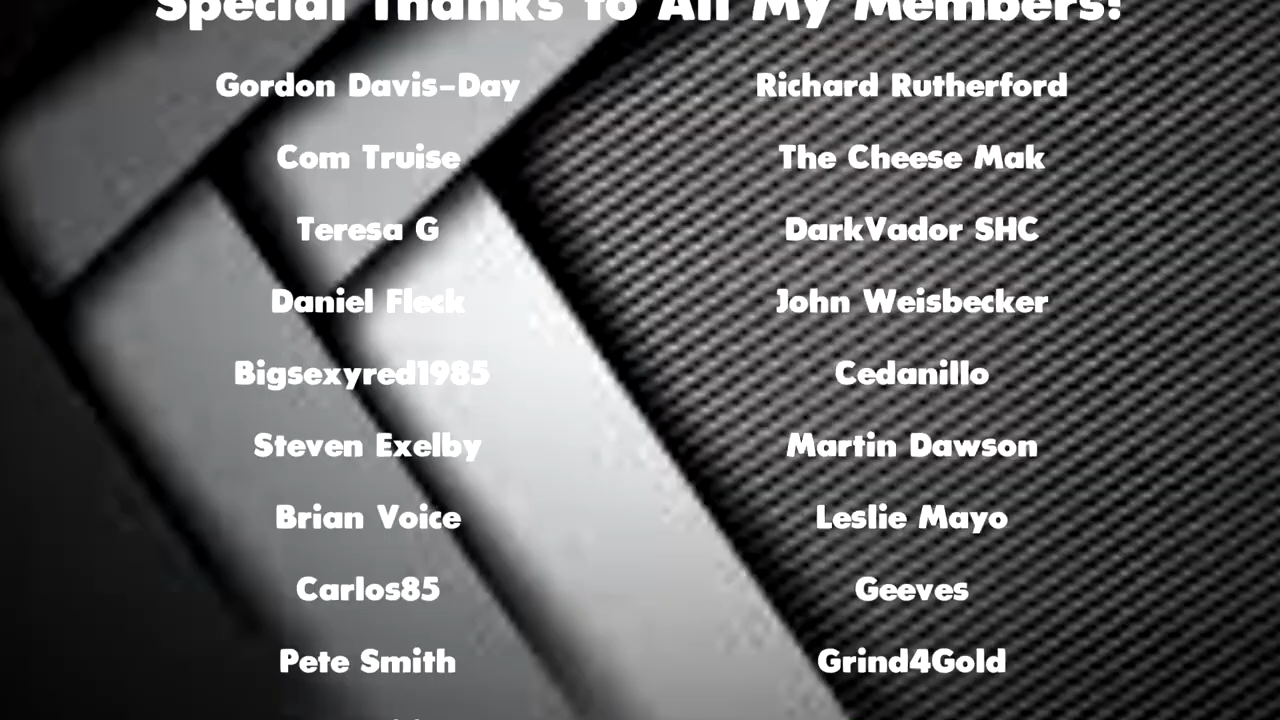 Special Thanks to All My Members!
Gordon Davis-Day
Richard Rutherford
Com Truise
The Cheese Mak
Teresa G
DarkVador SHC
Daniel Fleck
John Weisbecker
Bigsexyred1985
Cedanillo
Steven Exelby
Martin Dawson
Brian Voice
Leslie Mayo
Carlos85
Geeves
Pete Smith
Grind4Gold